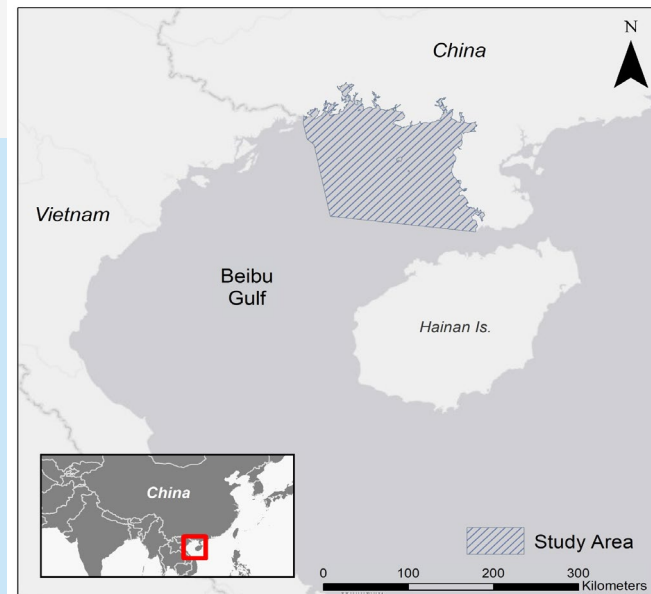 N
China
Vietnam
Beibu
Gulf
Hainan Is.
China
Study Area
0 100 200 300
Kilometers